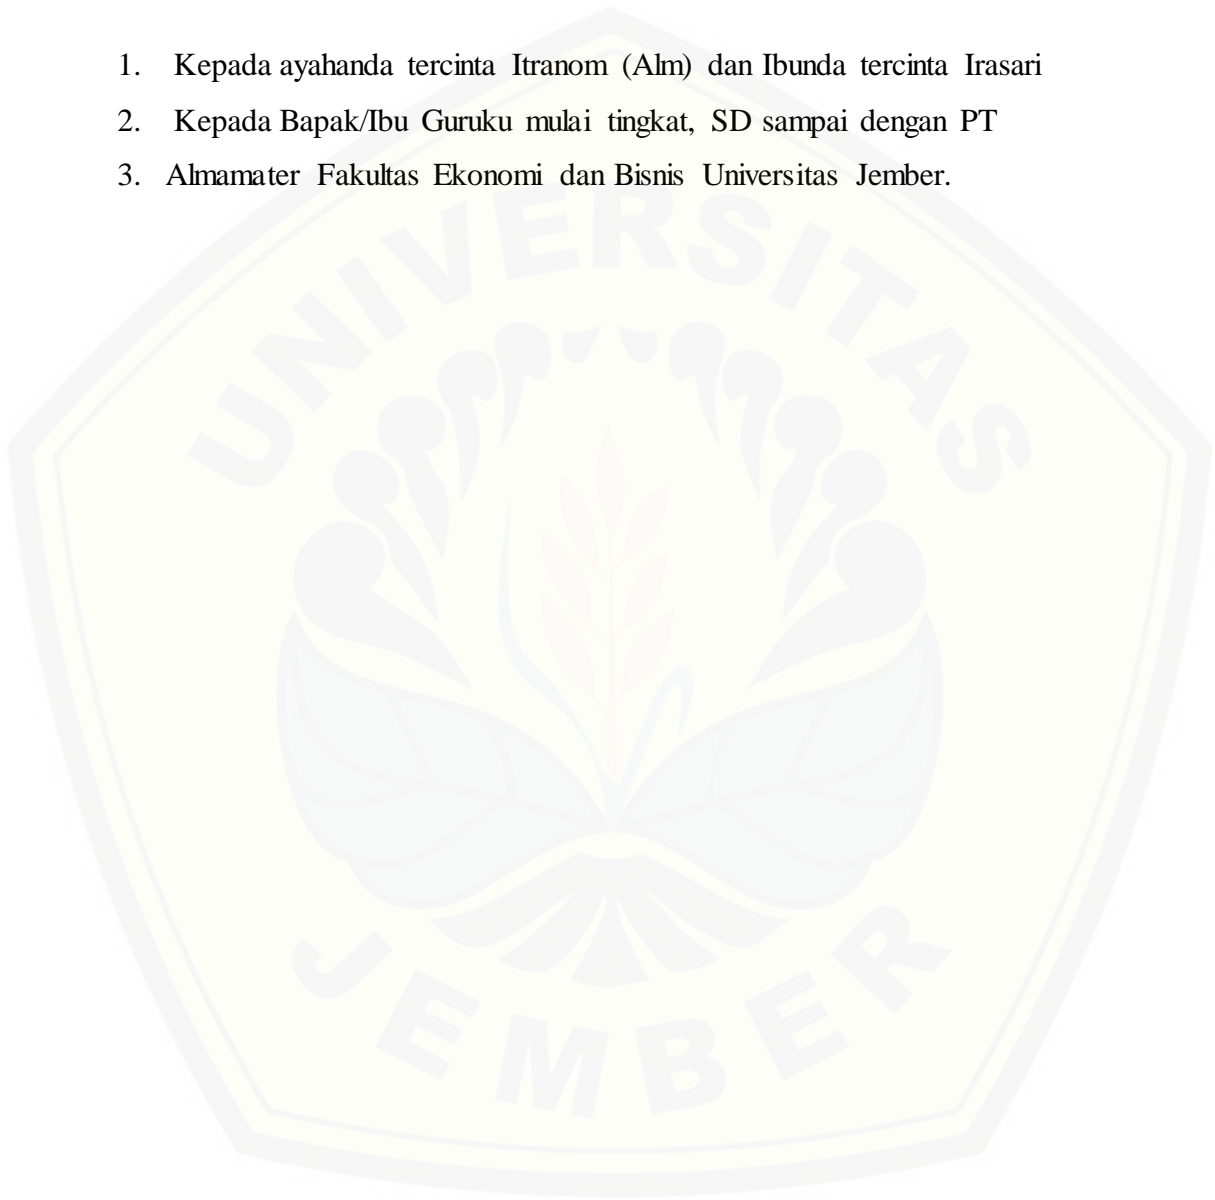 1. Kepada ayahanda tercinta Itranom (Alm) dan Ibunda tercinta Irasari
2. Kepada Bapak/Ibu Guruku mulai tingkat, SD sampai dengan PT
3. Almamater Fakultas Ekonomi dan Bisnis Universitas Jember.
UNIVERSITAS
JEMBER